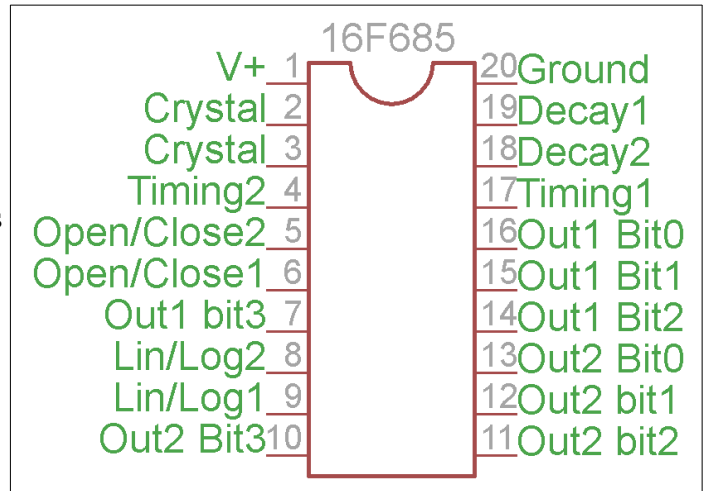 16F685
V+ 1 20 Ground
Crystal 2 19 Decay1
Crystal 3 18 Decay2
Timing2 4 17 Timing1
Open/Close2 5 16 Out1 Bit0
Open/Close1 6 15 Out1 Bit1
Out1 bit3 7 14 Out1 Bit2
Lin/Log2 8 13 Out2 Bit0
Lin/Log1 9 12 Out2 bit1
Out2 Bit3 10 11 Out2 bit2